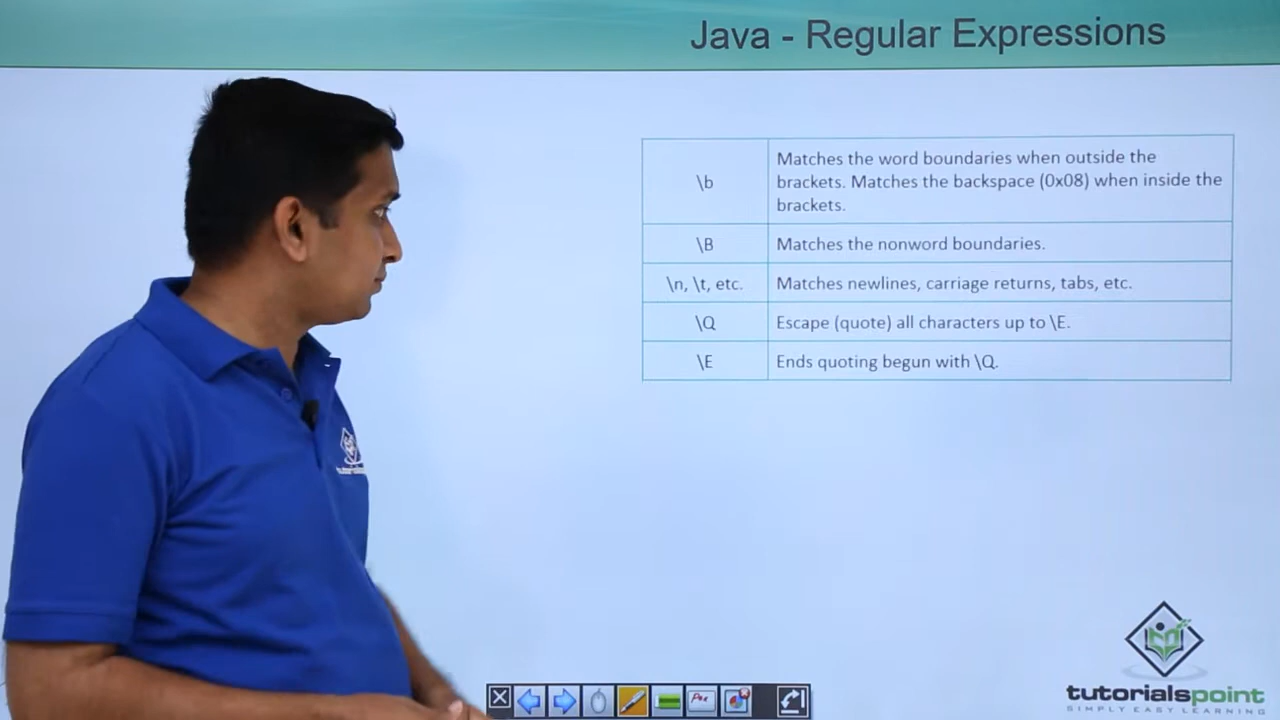 Java - Regular Expressions
\b
Matches the word boundaries when outside the
brackets. Matches the backspace (0x08) when inside the
brackets.
\B
Matches the nonword boundaries.
\n, \t, etc.
Matches newlines, carriage returns, tabs, etc.
\Q
Escape (quote) all characters up to \E.
\E
Ends quoting begun with \Q.
tutorialspoint
SIMPLY EASY LEARNING